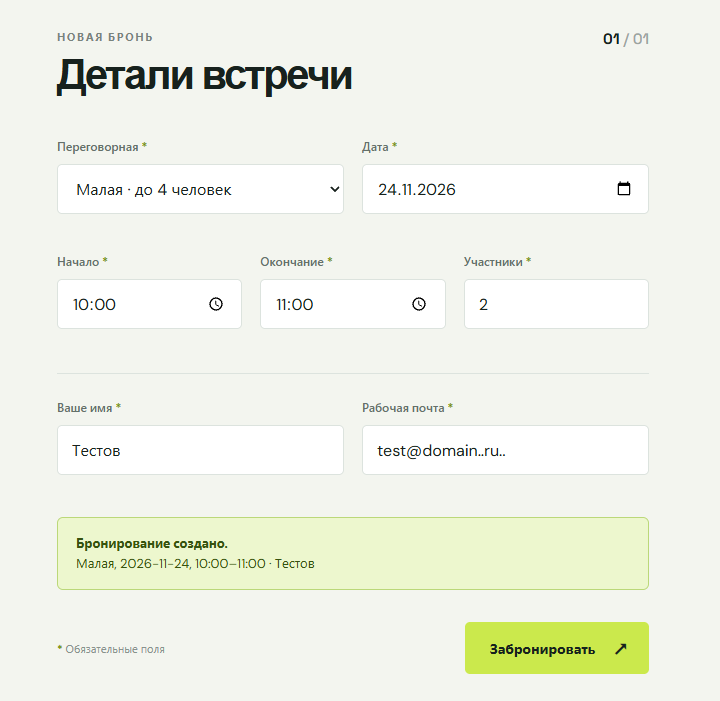 НОВАЯ БРОНЬ
01 / 01
Детали встречи
Переговорная *
Дата *
Малая · до 4 человек
24.11.2026
Начало *
Окончание *
Участники *
10:00
11:00
2
Ваше имя *
Рабочая почта *
Тестов
test@domain..ru..
Бронирование создано.
Малая, 2026-11-24, 10:00–11:00 · Тестов
* Обязательные поля
Забронировать ↗